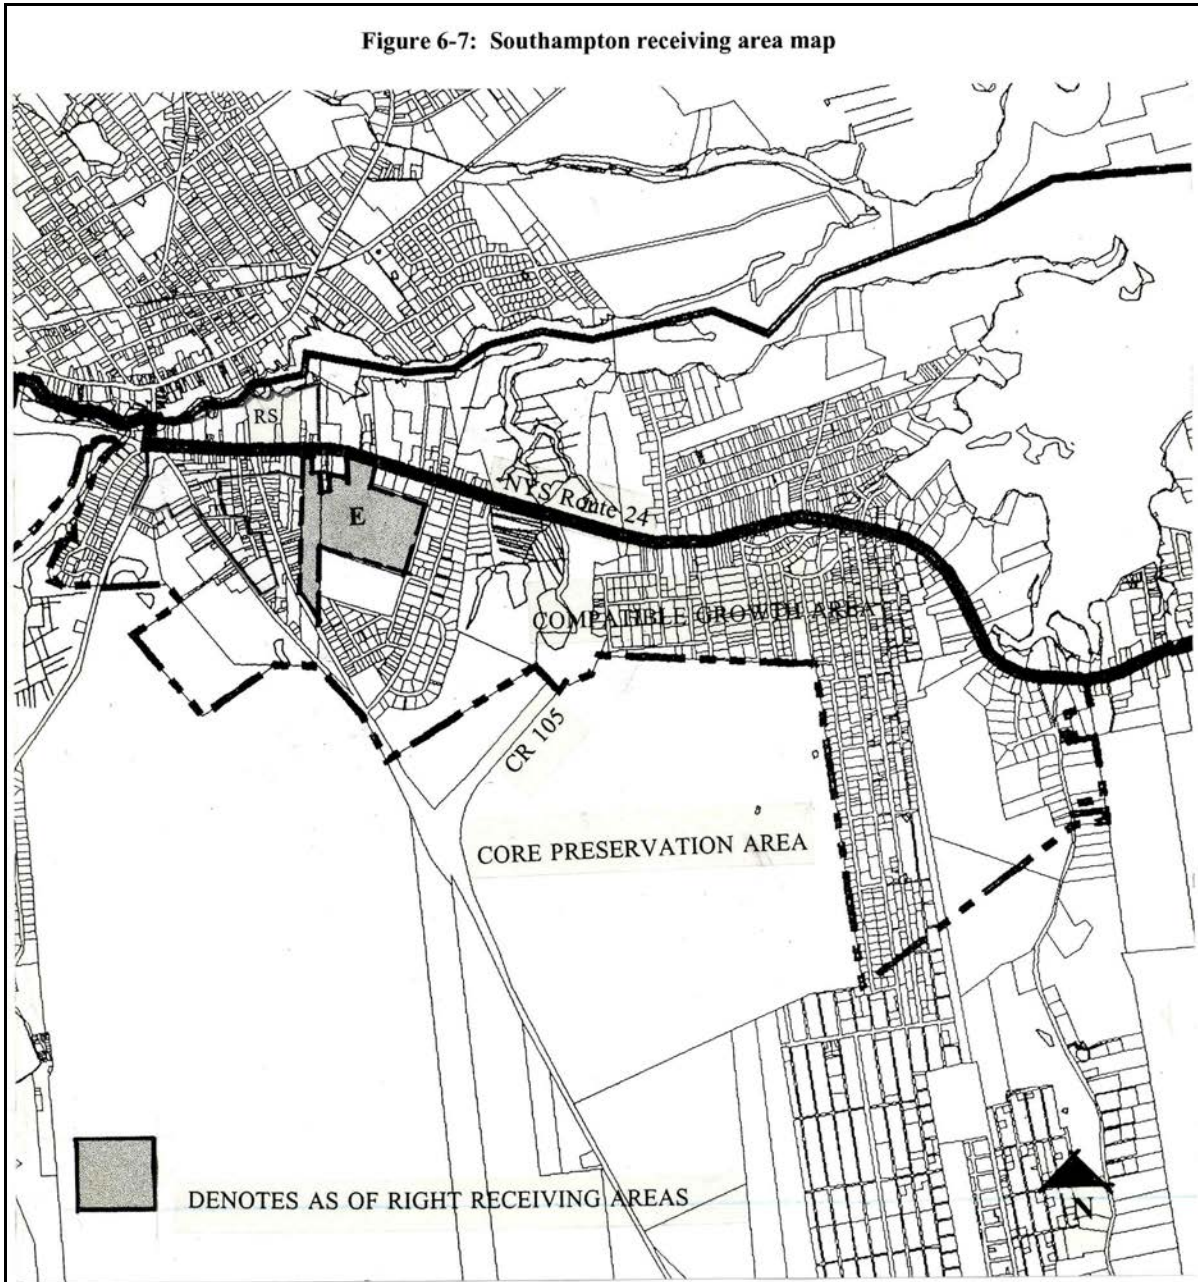 Figure 6-7: Southampton receiving area map
RS
E
NYS Route 24
COMPATIBLE GROWTH AREA
CR 105
CORE PRESERVATION AREA
DENOTES AS OF RIGHT RECEIVING AREAS
N